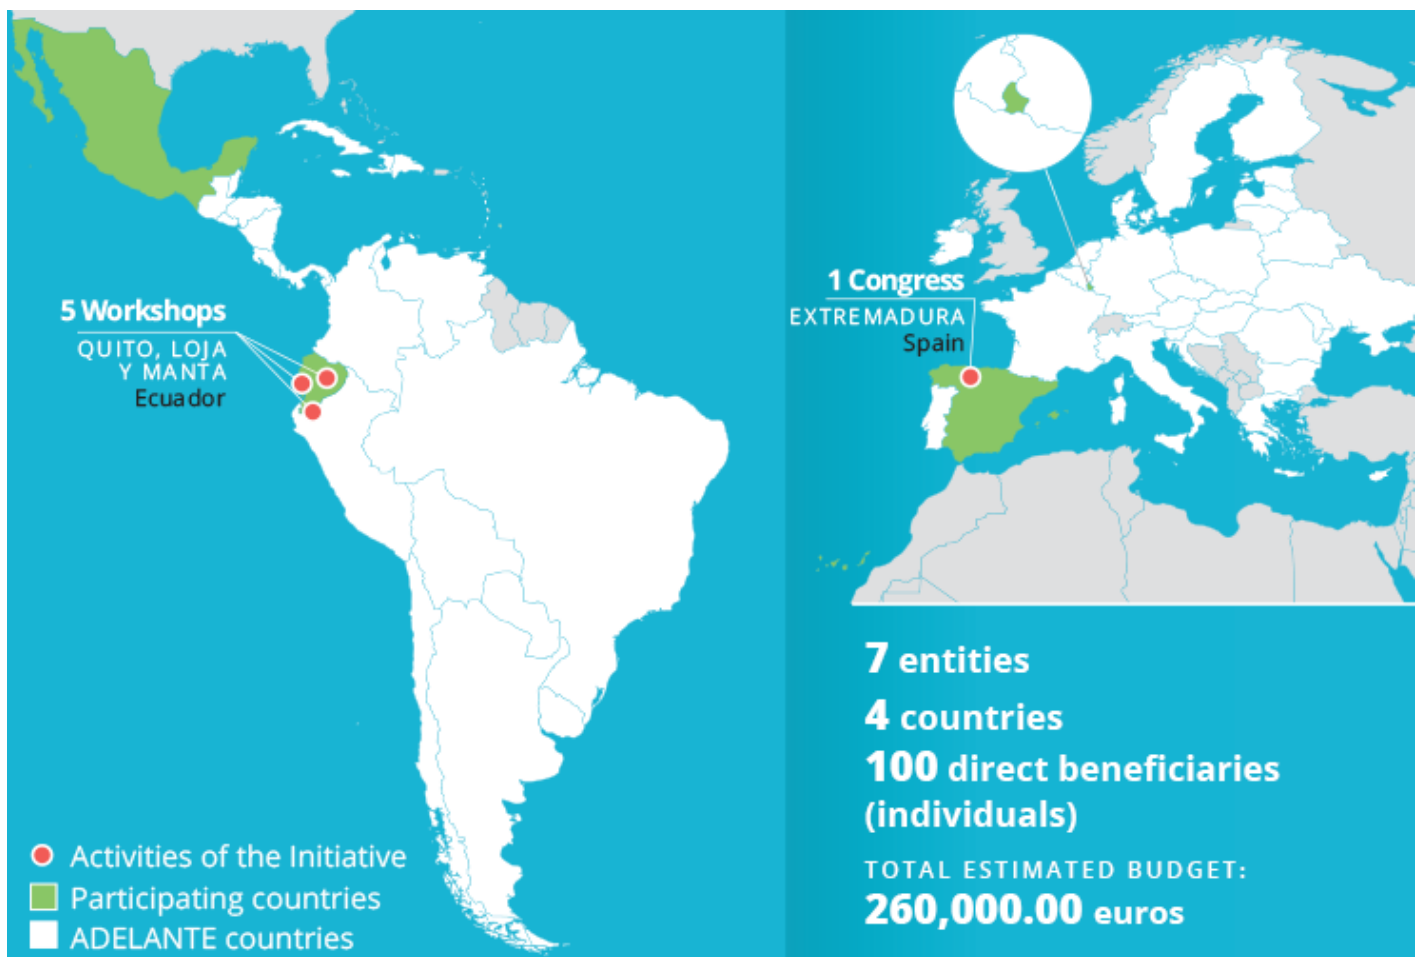 5 Workshops
QUITO, LOJA
Y MANTA
Ecuador
Activities of the Initiative
Participating countries
ADELANTE countries
1 Congress
EXTREMADURA
Spain
7 entities
4 countries
100 direct beneficiaries
(individuals)
TOTAL ESTIMATED BUDGET:
260,000.00 euros